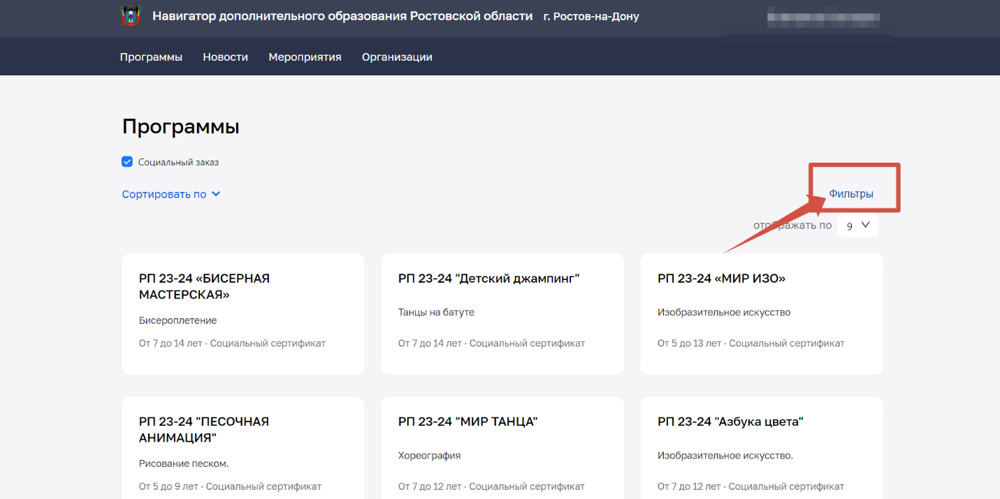 Навигатор дополнительного образования Ростовской области г. Ростов-на-Дону
Программы Новости Мероприятия Организации
Программы
Социальный заказ
Сортировать по
Фильтры
отображать по 9
РП 23-24 «БИСЕРНАЯ
МАСТЕРСКАЯ»
Бисероплетение
От 7 до 14 лет · Социальный сертификат
РП 23-24 "Детский джампинг"
Танцы на батуте
От 7 до 14 лет · Социальный сертификат
РП 23-24 «МИР ИЗО»
Изобразительное искусство
От 5 до 13 лет · Социальный сертификат
РП 23-24 "ПЕСОЧНАЯ
АНИМАЦИЯ"
Рисование песком.
От 5 до 9 лет · Социальный сертификат
РП 23-24 "МИР ТАНЦА"
Хореография
От 7 до 12 лет · Социальный сертификат
РП 23-24 "Азбука цвета"
Изобразительное искусство.
От 7 до 12 лет · Социальный сертификат